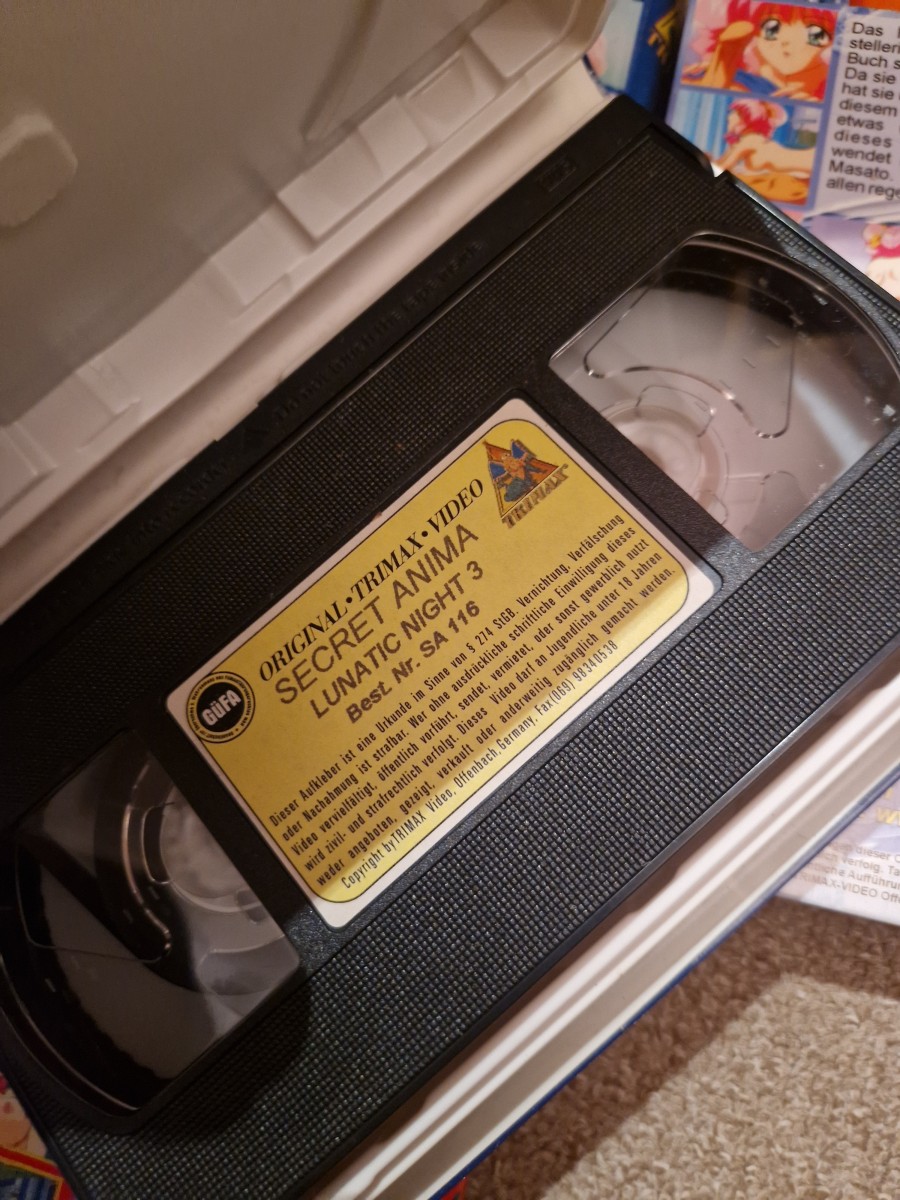 ORIGINAL • TRIMAX • VIDEO
SECRET ANIMA
LUNATIC NIGHT 3
Best. Nr. SA 116
TRIMAX
GÜFA
Dieser Aufkleber ist eine Urkunde im Sinne von § 274 StGB. Vernichtung, Verfälschung
oder Nachahmung ist strafbar. Wer ohne ausdrückliche schriftliche Einwilligung dieses
Video vervielfältigt, öffentlich vorführt, sendet, vermietet, oder sonst gewerblich nutzt
wird zivil- und strafrechtlich verfolgt. Dieses Video darf an Jugendliche unter 18 Jahren
weder angeboten, gezeigt, verkauft oder anderweitig zugänglich gemacht werden.
Copyright by TRIMAX Video, Offenbach, Germany. Fax (069) 98340538
Das
Buch
Da sie
hat sie
diesem
etwas
dieses
wendet
Masato.
allen
dieser
verfolg.